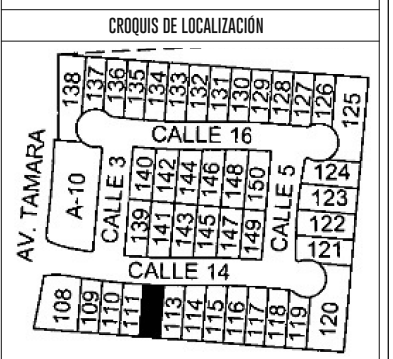 CROQUIS DE LOCALIZACIÓN
138 137 136 135 134 133 132 131 130 129 128 127 126 125
CALLE 16
AV. TAMARA
A-10
CALLE 3
140 142 144 146 148 150
139 141 143 145 147 149
CALLE 5
124
123
122
121
CALLE 14
108 109 110 111 113 114 115 116 117 118 119 120